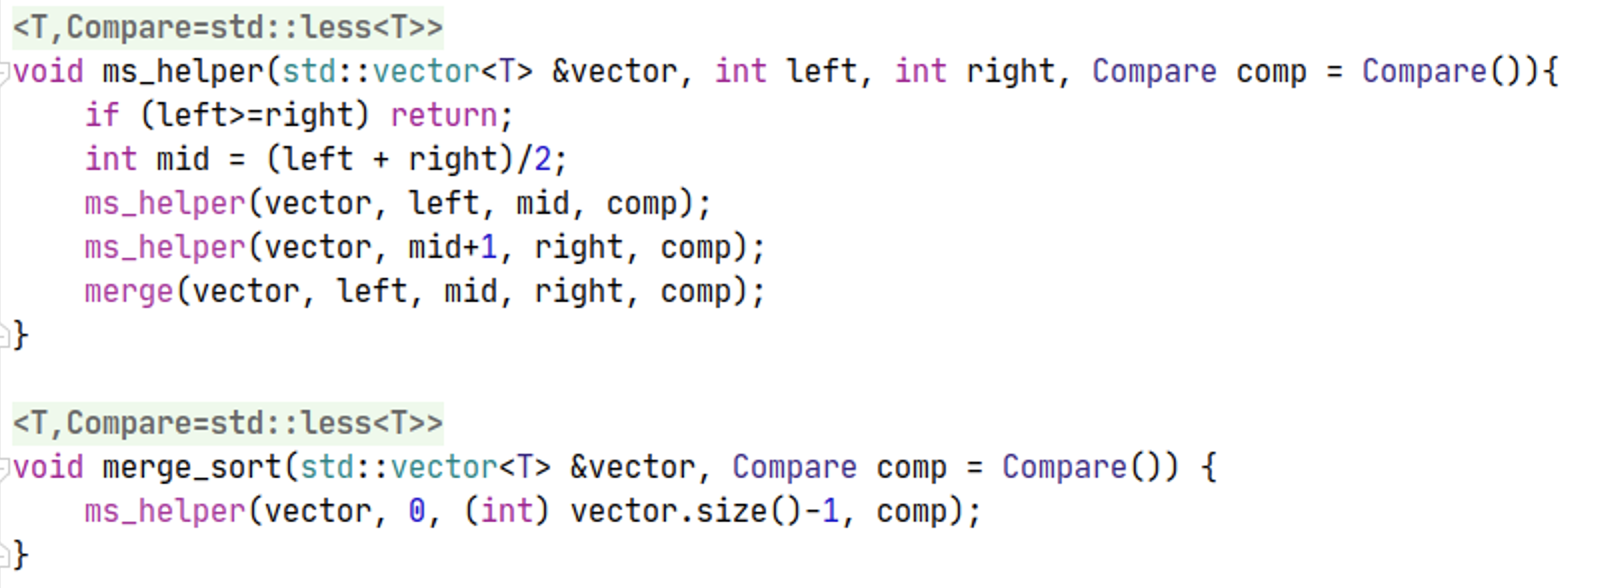 <T,Compare=std::less<T>>
void ms_helper(std::vector<T> &vector, int left, int right, Compare comp = Compare()){
    if (left>=right) return;
    int mid = (left + right)/2;
    ms_helper(vector, left, mid, comp);
    ms_helper(vector, mid+1, right, comp);
    merge(vector, left, mid, right, comp);
}
<T,Compare=std::less<T>>
void merge_sort(std::vector<T> &vector, Compare comp = Compare()) {
    ms_helper(vector, 0, (int) vector.size()-1, comp);
}